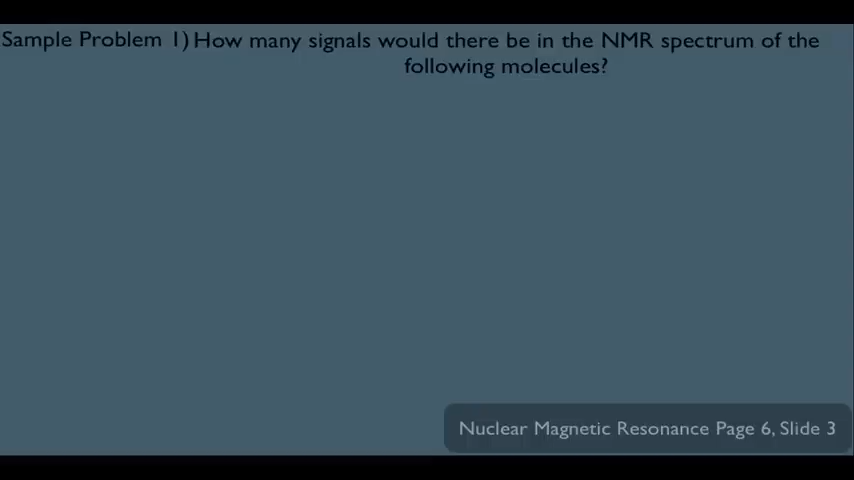 Sample Problem 1) How many signals would there be in the NMR spectrum of the
following molecules?
Nuclear Magnetic Resonance Page 6, Slide 3